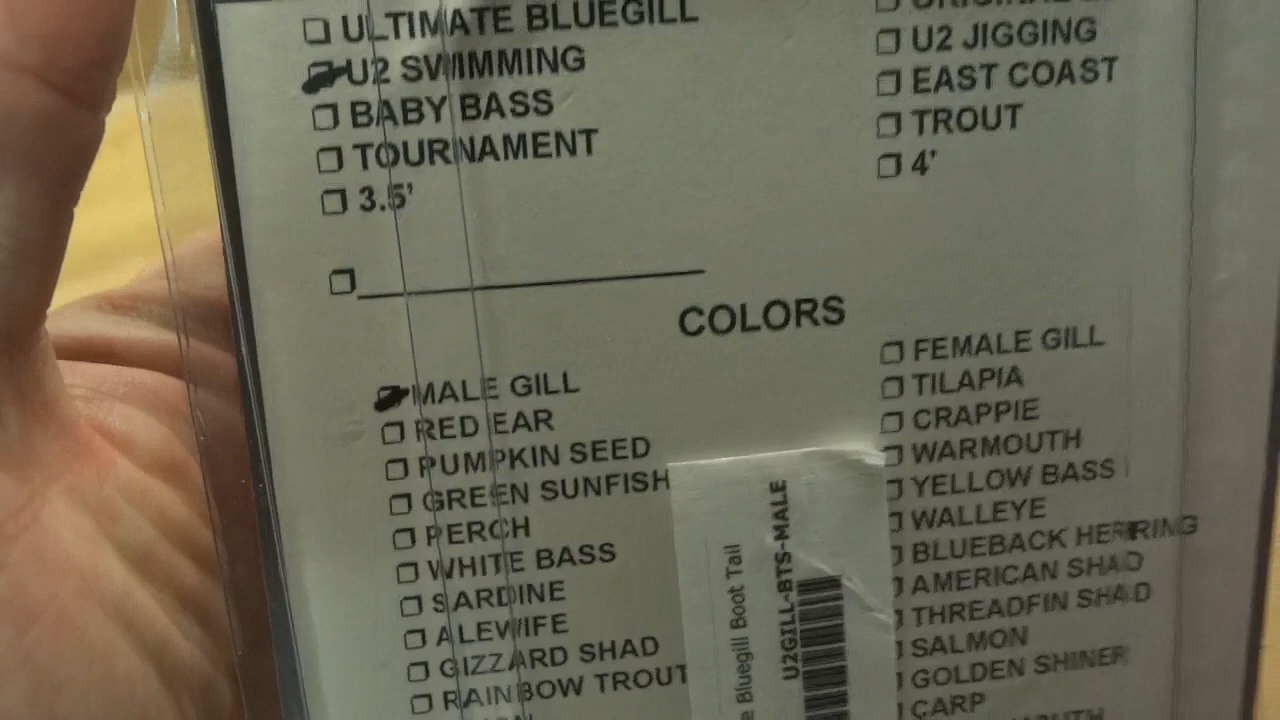 ULTIMATE BLUEGILL
U2 SWIMMING
BABY BASS
TOURNAMENT
3.5'
U2 JIGGING
EAST COAST
TROUT
4'
COLORS
MALE GILL
RED EAR
PUMPKIN SEED
GREEN SUNFISH
PERCH
WHITE BASS
SARDINE
ALEWIFE
GIZZARD SHAD
RAINBOW TROUT
FEMALE GILL
TILAPIA
CRAPPIE
WARMOUTH
YELLOW BASS
WALLEYE
BLUEBACK HERRING
AMERICAN SHAD
THREADFIN SHAD
SALMON
GOLDEN SHINER
CARP
Bluegill Boot Tail
U2GILL-BTS-MALE